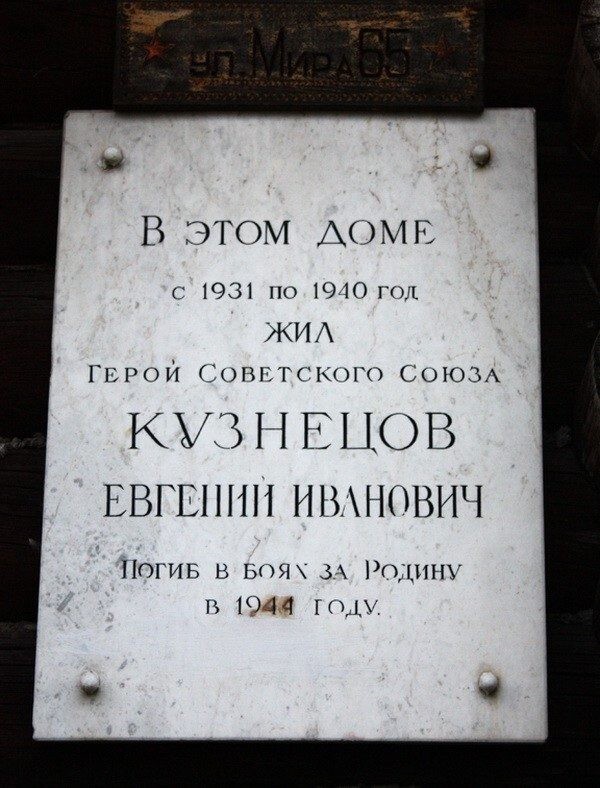 ул. Мира 65
В ЭТОМ ДОМЕ
С 1931 ПО 1940 ГОД
ЖИЛ
ГЕРОЙ СОВЕТСКОГО СОЮЗА
КУЗНЕЦОВ
ЕВГЕНИЙ ИВАНОВИЧ
ПОГИБ В БОЯХ ЗА РОДИНУ
В 1944 ГОДУ.